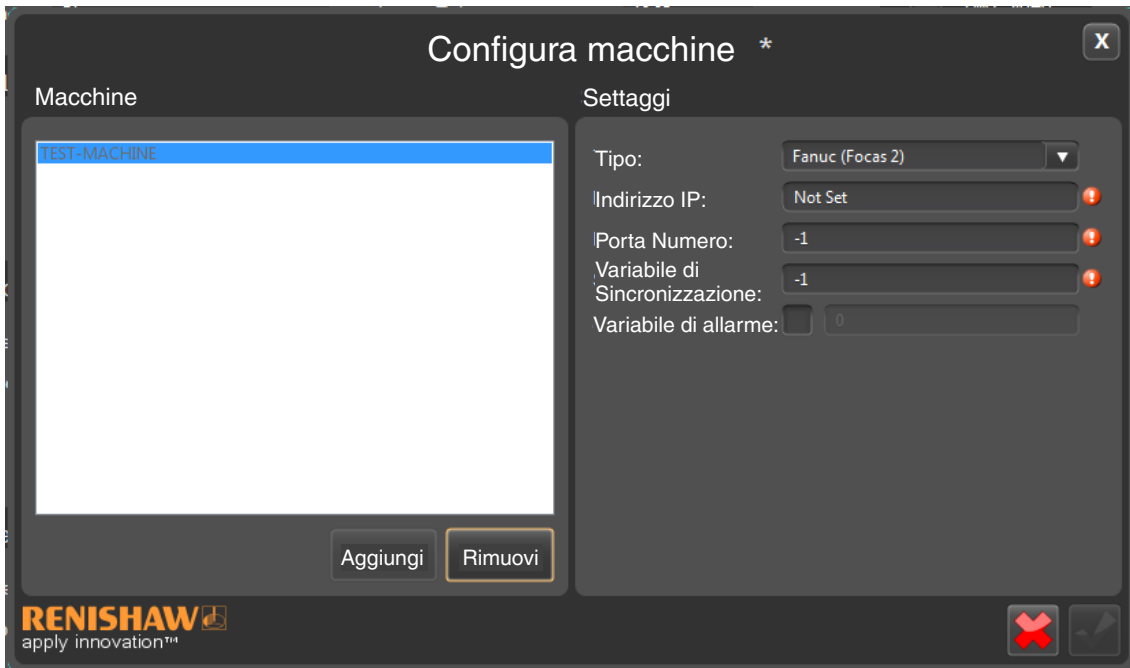 Configura macchine *
X
Macchine
Settaggi
TEST-MACHINE
Tipo:
Fanuc (Focas 2)
Indirizzo IP:
Not Set
Porta Numero:
-1
Variabile di
Sincronizzazione:
-1
Variabile di allarme:
0
Aggiungi
Rimuovi
RENISHAW
apply innovation™